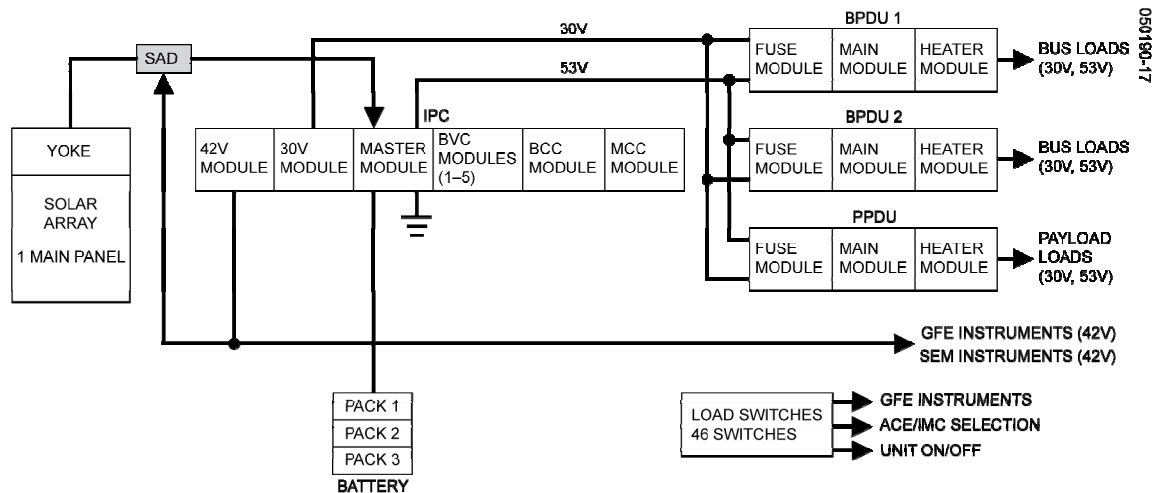 050190-17
30V
BPDU 1
FUSE
MODULE
MAIN
MODULE
HEATER
MODULE
BUS LOADS
(30V, 53V)
SAD
53V
IPC
BPDU 2
YOKE
SOLAR
ARRAY
1 MAIN PANEL
42V
MODULE
30V
MODULE
MASTER
MODULE
BVC
MODULES
(1–5)
BCC
MODULE
MCC
MODULE
FUSE
MODULE
MAIN
MODULE
HEATER
MODULE
BUS LOADS
(30V, 53V)
PPDU
FUSE
MODULE
MAIN
MODULE
HEATER
MODULE
PAYLOAD
LOADS
(30V, 53V)
GFE INSTRUMENTS (42V)
SEM INSTRUMENTS (42V)
PACK 1
PACK 2
PACK 3
BATTERY
LOAD SWITCHES
46 SWITCHES
GFE INSTRUMENTS
ACE/IMC SELECTION
UNIT ON/OFF